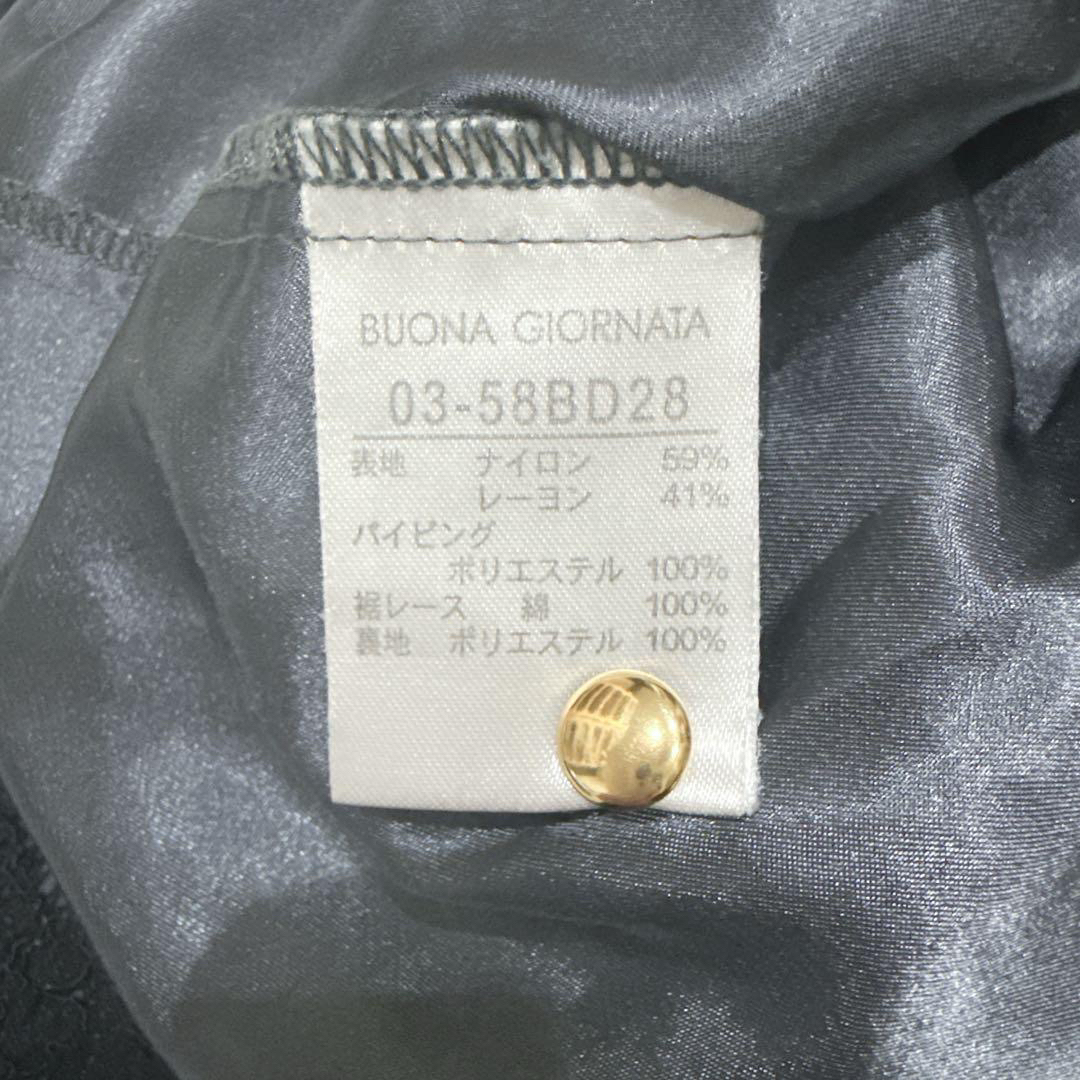 BUONA GIORNATA
03-58BD28
表地 ナイロン 59%
レーヨン 41%
パイピング
ポリエステル 100%
裾レース 綿 100%
裏地 ポリエステル 100%